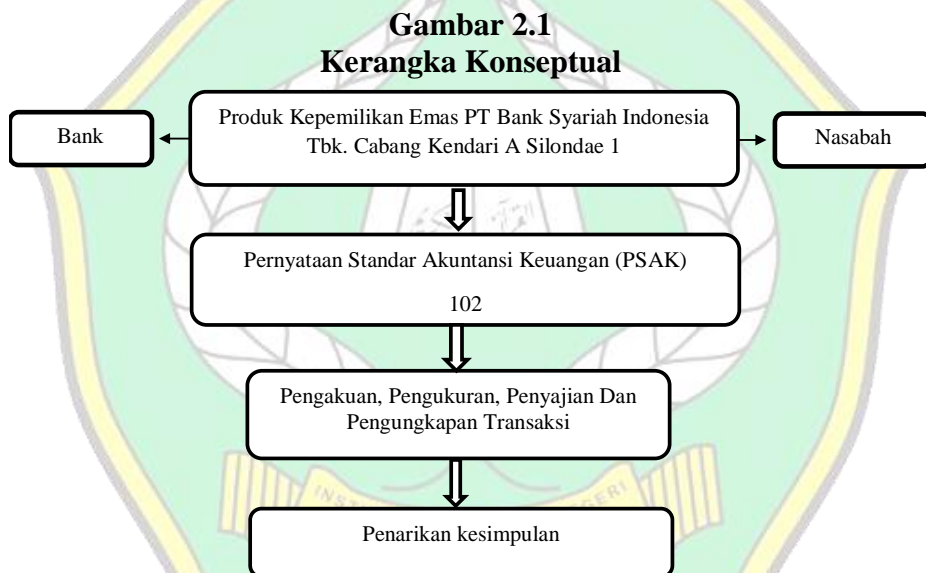 Gambar 2.1
Kerangka Konseptual
Bank
Produk Kepemilikan Emas PT Bank Syariah Indonesia
Tbk. Cabang Kendari A Silondae 1
Nasabah
Pernyataan Standar Akuntansi Keuangan (PSAK)
102
Pengakuan, Pengukuran, Penyajian Dan
Pengungkapan Transaksi
Penarikan kesimpulan